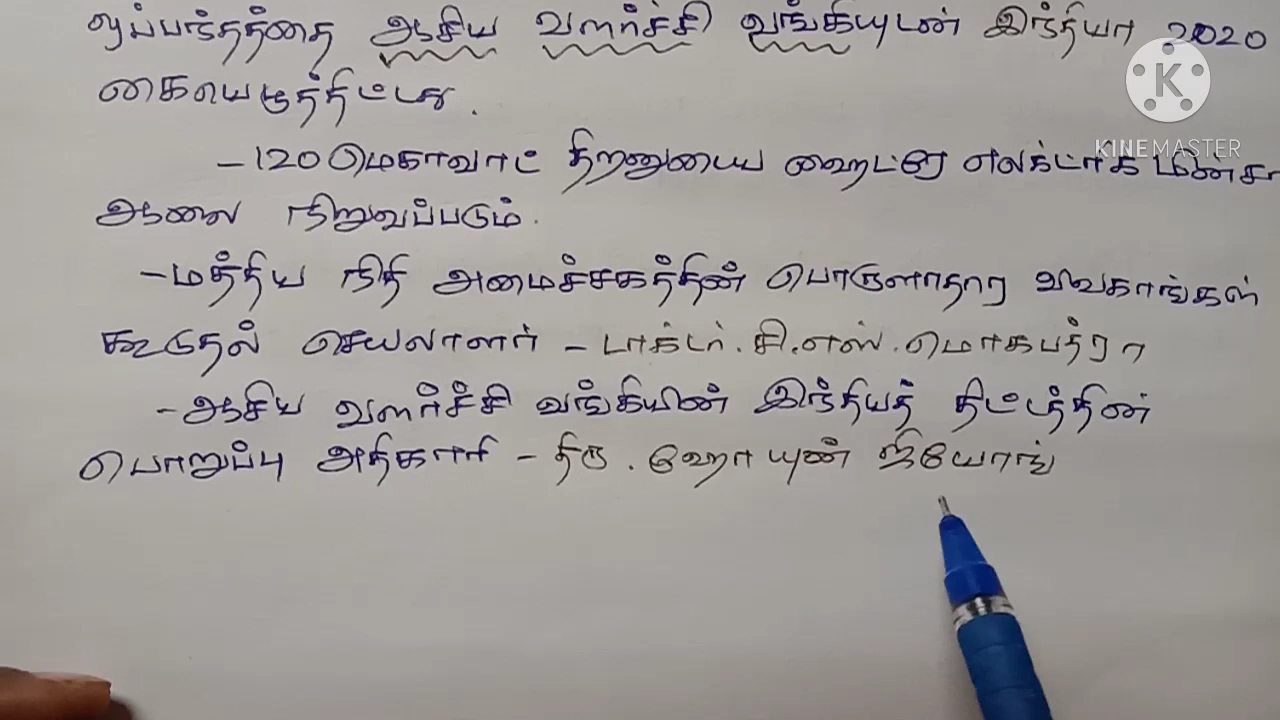 ஒப்பந்தத்தை ஆசிய வளர்ச்சி வங்கியுடன் இந்தியா 2020
கையெழுத்திட்டது.
-120 மெகாவாட் திறனுடைய ஹைட்ரோ எலக்ட்ரிக் மின்சா
ஆலை நிறுவப்படும்.
-மத்திய நிதி அமைச்சகத்தின் பொருளாதார விவகாரங்கள்
கூடுதல் செயலாளர் - டாக்டர். சி.எஸ். மொகபத்ரா
-ஆசிய வளர்ச்சி வங்கியின் இந்தியத் திட்டத்தின்
பொறுப்பு அதிகாரி - திரு. ஹோ யுன் ஜியோங்
K
KINEMASTER